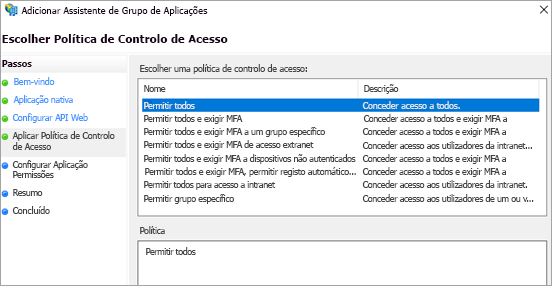 Adicionar Assistente de Grupo de Aplicações
Escolher Política de Controlo de Acesso
Passos
Bem-vindo
Aplicação nativa
Configurar API Web
Aplicar Política de Controlo
de Acesso
Configurar Aplicação
Permissões
Resumo
Concluído
Escolher uma política de controlo de acesso:
Nome Descrição
Permitir todos Conceder acesso a todos.
Permitir todos e exigir MFA Conceder acesso a todos e exigir MFA a
Permitir todos e exigir MFA a um grupo específico Conceder acesso a todos e exigir MFA a
Permitir todos e exigir MFA de acesso extranet Conceder acesso aos utilizadores da intranet...
Permitir todos e exigir MFA a dispositivos não autenticados Conceder acesso a todos e exigir MFA a
Permitir todos e exigir MFA, permitir registo automático... Conceder acesso a todos e exigir MFA a
Permitir todos para acesso a intranet Conceder acesso aos utilizadores da intranet.
Permitir grupo específico Conceder acesso aos utilizadores de um ou v...
Política
Permitir todos